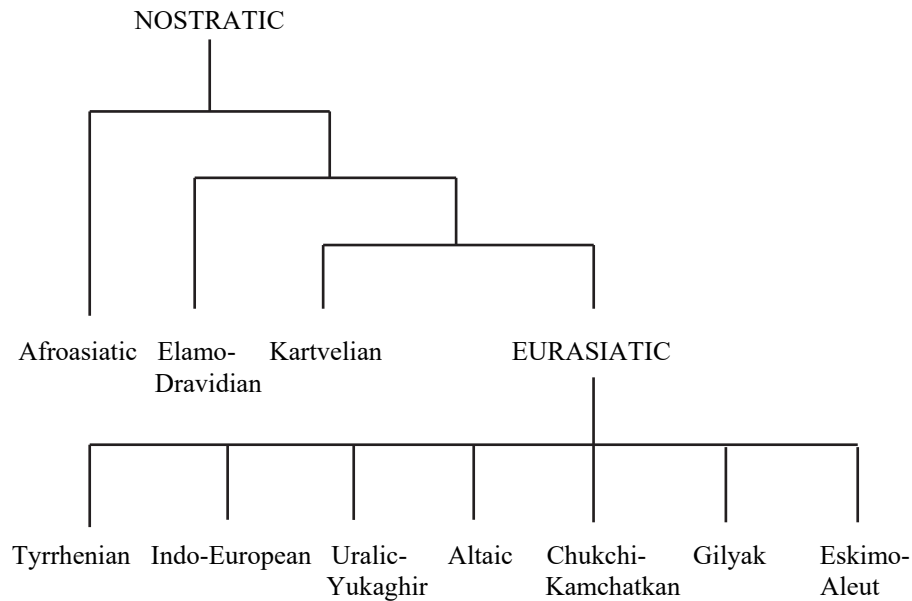 NOSTRATIC
Afroasiatic Elamo- Kartvelian EURASIATIC
Dravidian
Tyrrhenian Indo-European Uralic- Altaic Chukchi- Gilyak Eskimo-
Yukaghir Kamchatkan Aleut